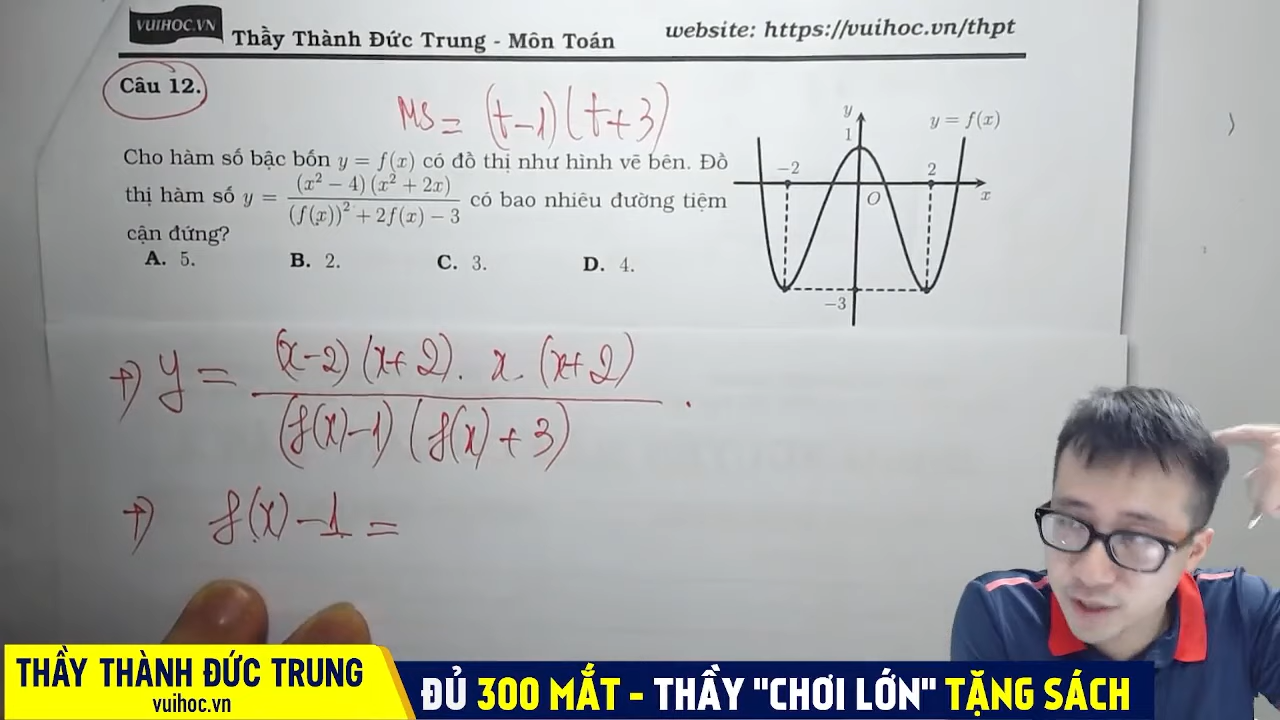 VUIHOC.VN
Thầy Thành Đức Trung - Môn Toán
website: https://vuihoc.vn/thpt
Câu 12.
MS = (t-1)(t+3)
Cho hàm số bậc bốn y = f(x) có đồ thị như hình vẽ bên. Đồ
thị hàm số y = (x² − 4)(x² + 2x) / (f(x))² + 2f(x) − 3 có bao nhiêu đường tiệm
cận đứng?
A. 5. B. 2. C. 3. D. 4.
y
1
y = f(x)
−2
2
O
x
−3
⇒ y = (x-2)(x+2). x. (x+2) / (f(x)-1)(f(x)+3) .
⇒ f(x) -1 =
THẦY THÀNH ĐỨC TRUNG
vuihoc.vn
ĐỦ 300 MẮT - THẦY "CHƠI LỚN" TẶNG SÁCH